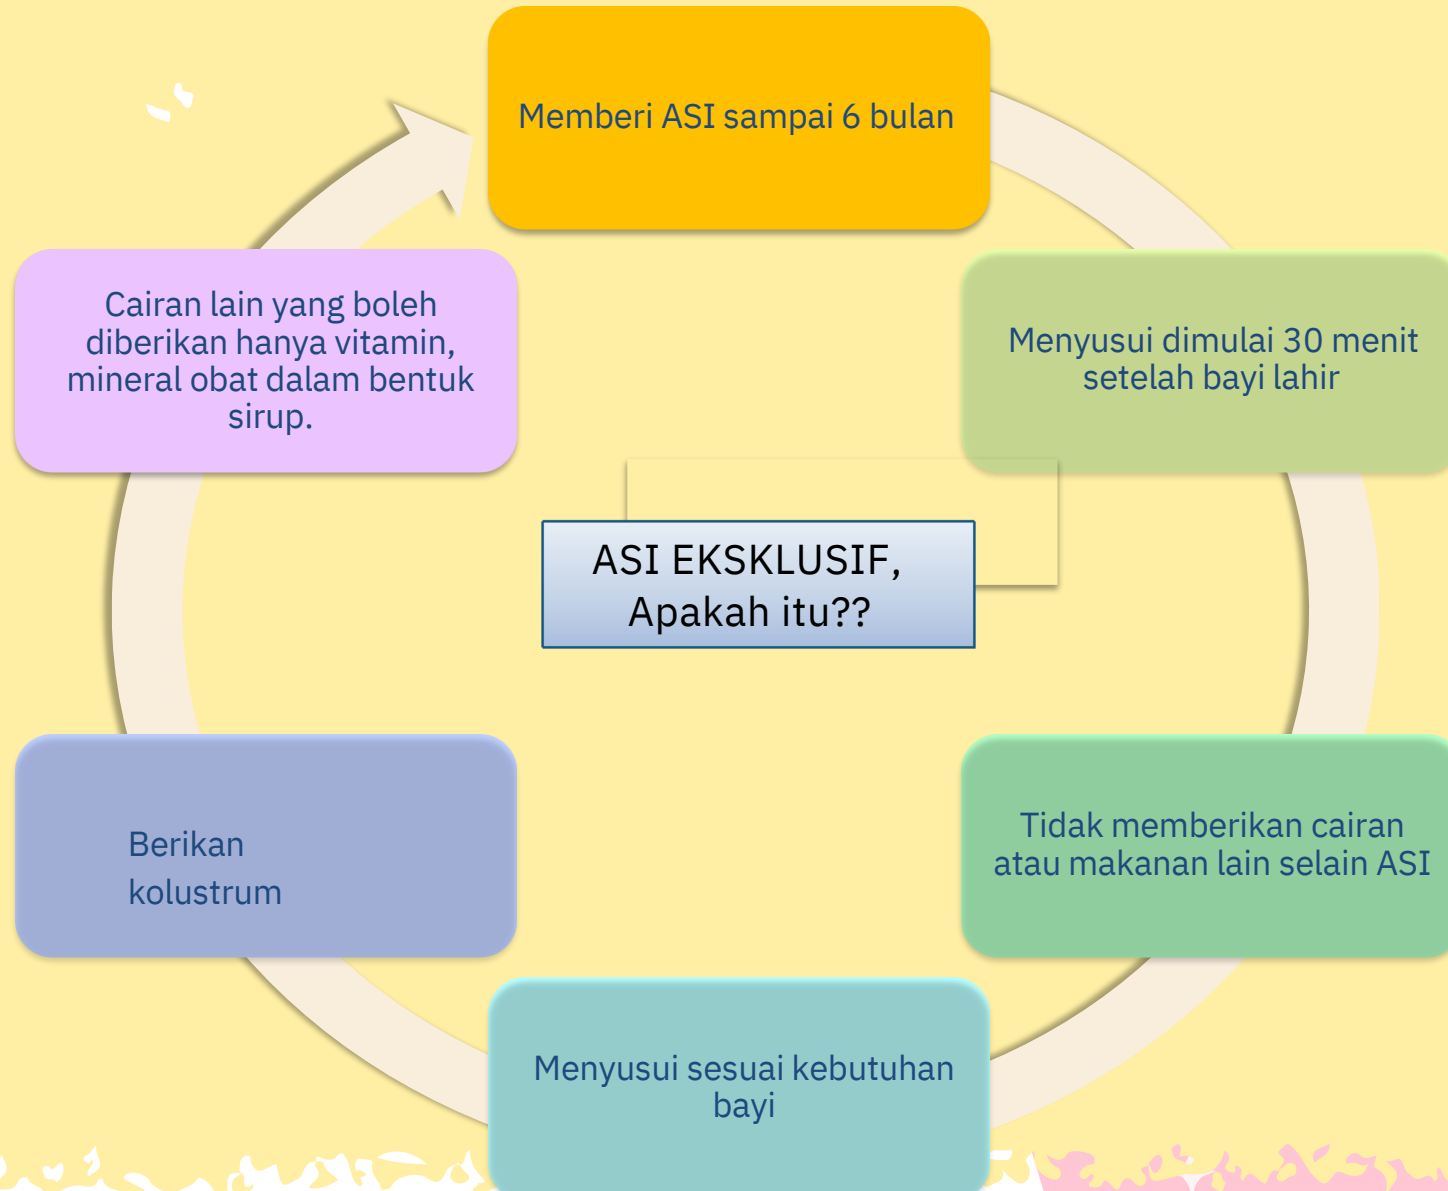 Memberi ASI sampai 6 bulan
Cairan lain yang boleh
diberikan hanya vitamin,
mineral obat dalam bentuk
sirup.
Menyusui dimulai 30 menit
setelah bayi lahir
ASI EKSKLUSIF,
Apakah itu??
Berikan
kolustrum
Tidak memberikan cairan
atau makanan lain selain ASI
Menyusui sesuai kebutuhan
bayi